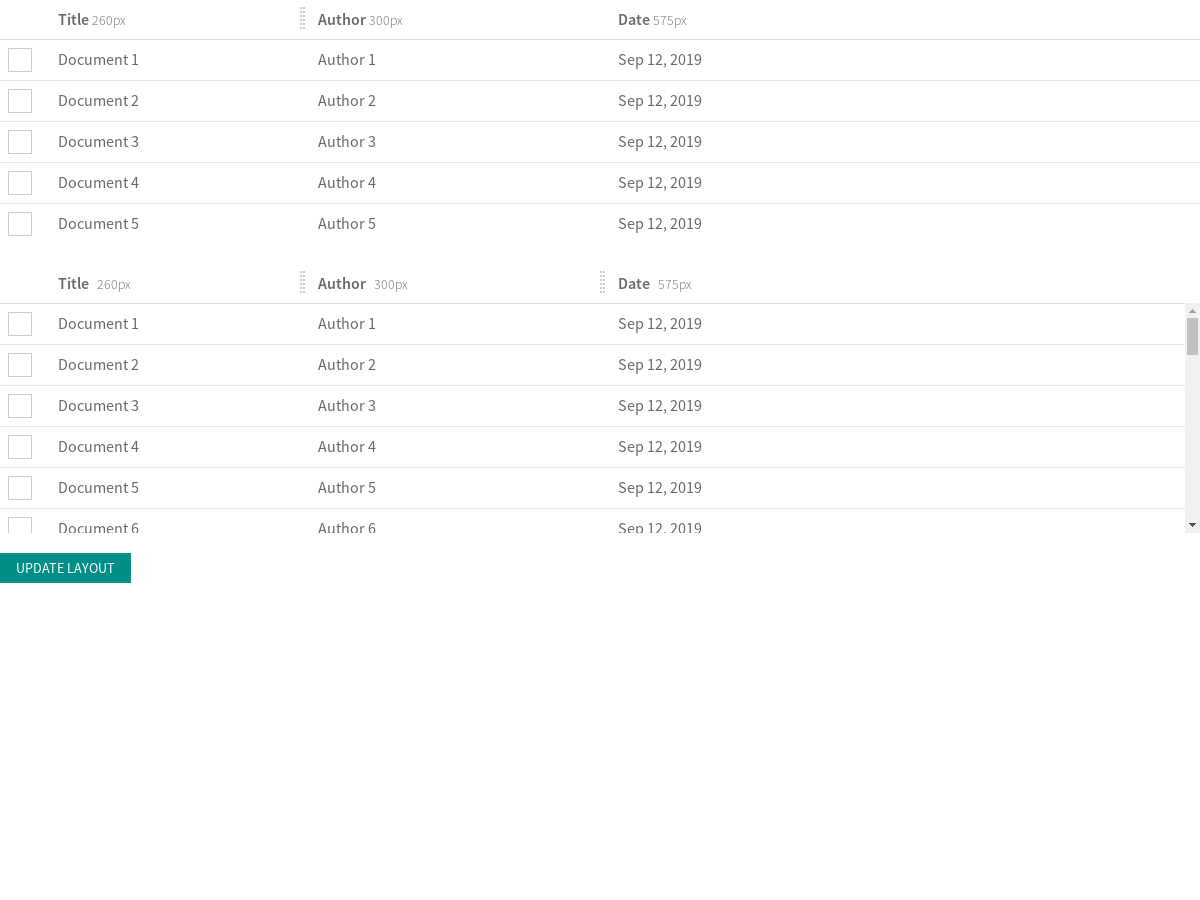 Title 260px Author 300px Date 575px
Document 1 Author 1 Sep 12, 2019
Document 2 Author 2 Sep 12, 2019
Document 3 Author 3 Sep 12, 2019
Document 4 Author 4 Sep 12, 2019
Document 5 Author 5 Sep 12, 2019
Title 260px Author 300px Date 575px
Document 1 Author 1 Sep 12, 2019
Document 2 Author 2 Sep 12, 2019
Document 3 Author 3 Sep 12, 2019
Document 4 Author 4 Sep 12, 2019
Document 5 Author 5 Sep 12, 2019
Document 6 Author 6 Sep 12, 2019
UPDATE LAYOUT